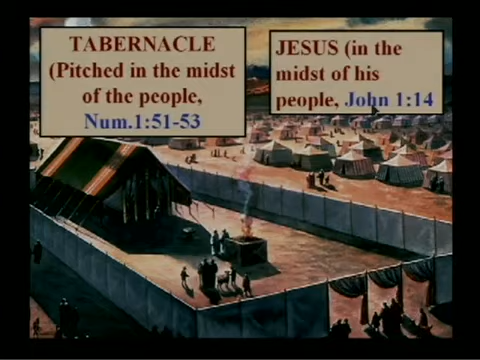 TABERNACLE
(Pitched in the midst
of the people,
Num.1:51-53
JESUS (in the
midst of his
people, John 1:14